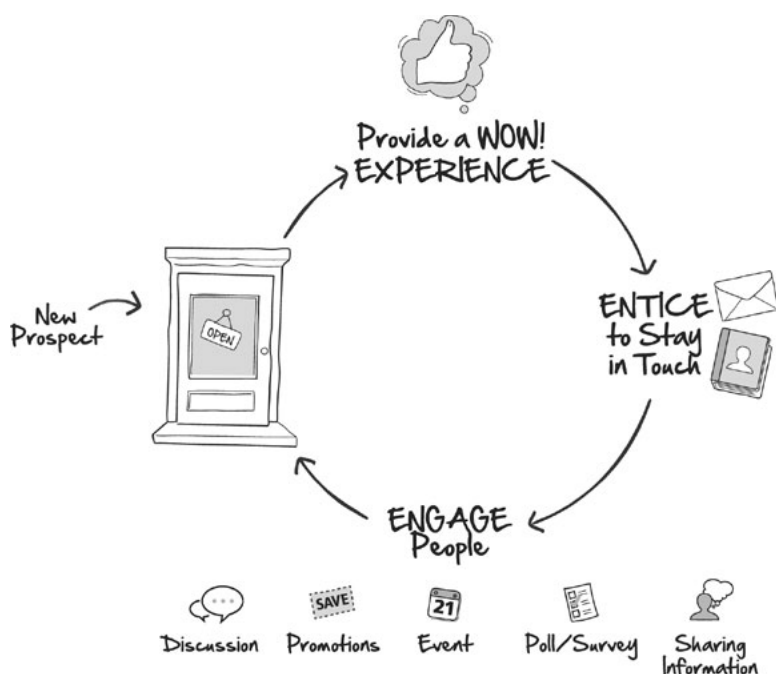 Provide a WOW!
EXPERIENCE
New
Prospect
OPEN
ENTICE
to Stay
in Touch
ENGAGE
People
SAVE
21
Discussion
Promotions
Event
Poll/Survey
Sharing
Information